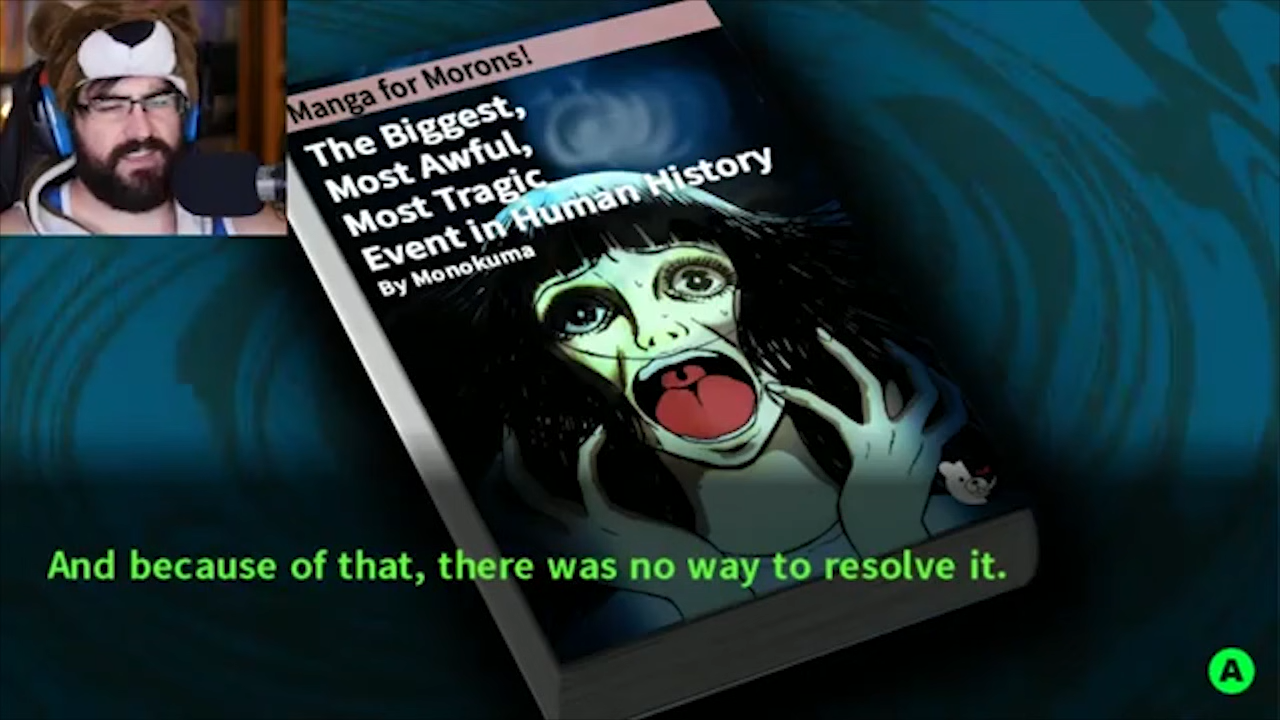 Manga for Morons!
The Biggest,
Most Awful,
Most Tragic
Event in Human History
By Monokuma
And because of that, there was no way to resolve it.
A